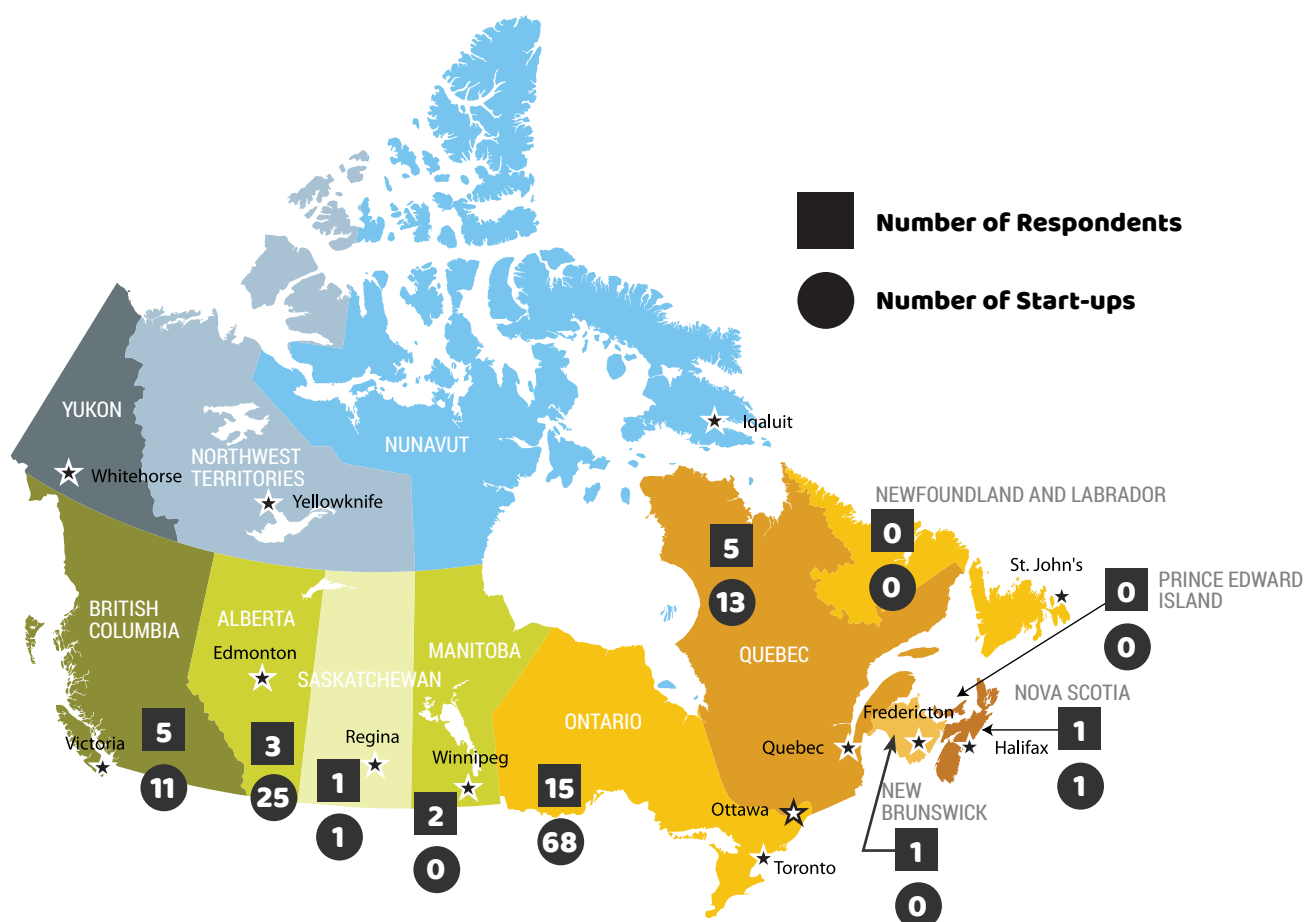 Number of Respondents
Number of Start-ups
YUKON
Whitehorse
NORTHWEST
TERRITORIES
Yellowknife
NUNAVUT
Iqaluit
NEWFOUNDLAND AND LABRADOR
0
0
St. John's
PRINCE EDWARD
ISLAND
0
0
BRITISH
COLUMBIA
Victoria
5
11
ALBERTA
Edmonton
3
25
SASKATCHEWAN
Regina
1
1
MANITOBA
Winnipeg
2
0
ONTARIO
15
68
Ottawa
Toronto
5
13
QUEBEC
Quebec
Fredericton
NEW
BRUNSWICK
1
0
NOVA SCOTIA
Halifax
1
1